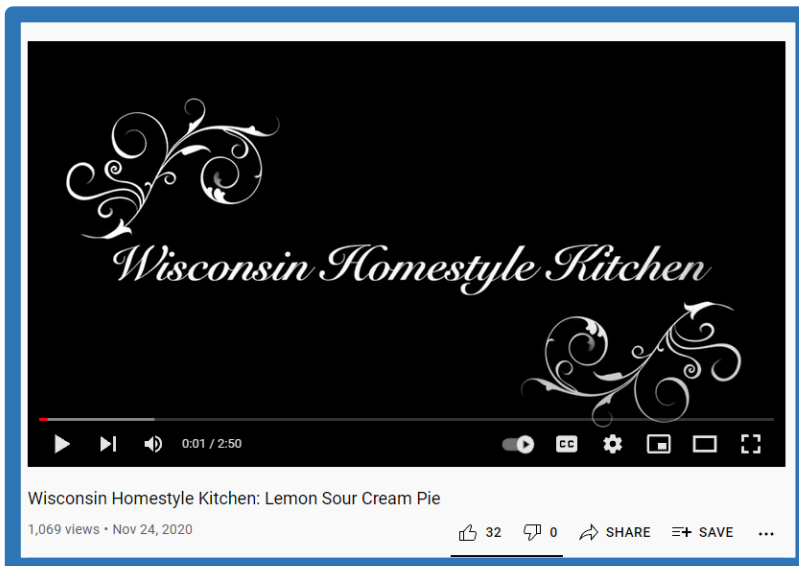 Wisconsin Homestyle Kitchen
0:01 / 2:50
CC
Wisconsin Homestyle Kitchen: Lemon Sour Cream Pie
1,069 views • Nov 24, 2020
32 0 SHARE SAVE